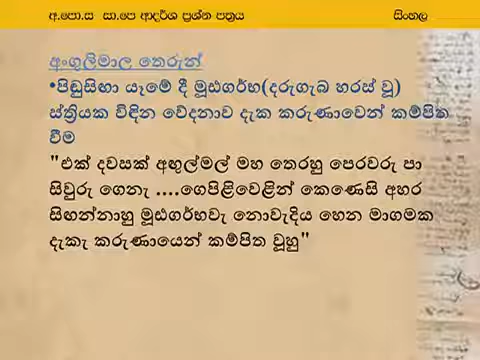 අ.පො.ස සා.පෙ ආදර්ශ ප්‍රශ්න පත්‍රය සිංහල
අංගුලිමාල තෙරුන්
•පිඬුසිඟා යෑමේ දී මූඪගර්භ(දරුගැබ හරස් වූ)
ස්ත්‍රියක විඳින වේදනාව දැක කරුණාවෙන් කම්පිත
වීම
"එක් දවසක් අඟුල්මල් මහ තෙරහු පෙරවරු පා
සිවුරු ගෙනැ ....ගෙපිළිවෙළින් කෙණෙසි අහර
සිඟන්නාහු මූඪගර්භවැ නොවැදිය හෙන මාගමක
දැකැ කරුණායෙන් කම්පිත වූහු"